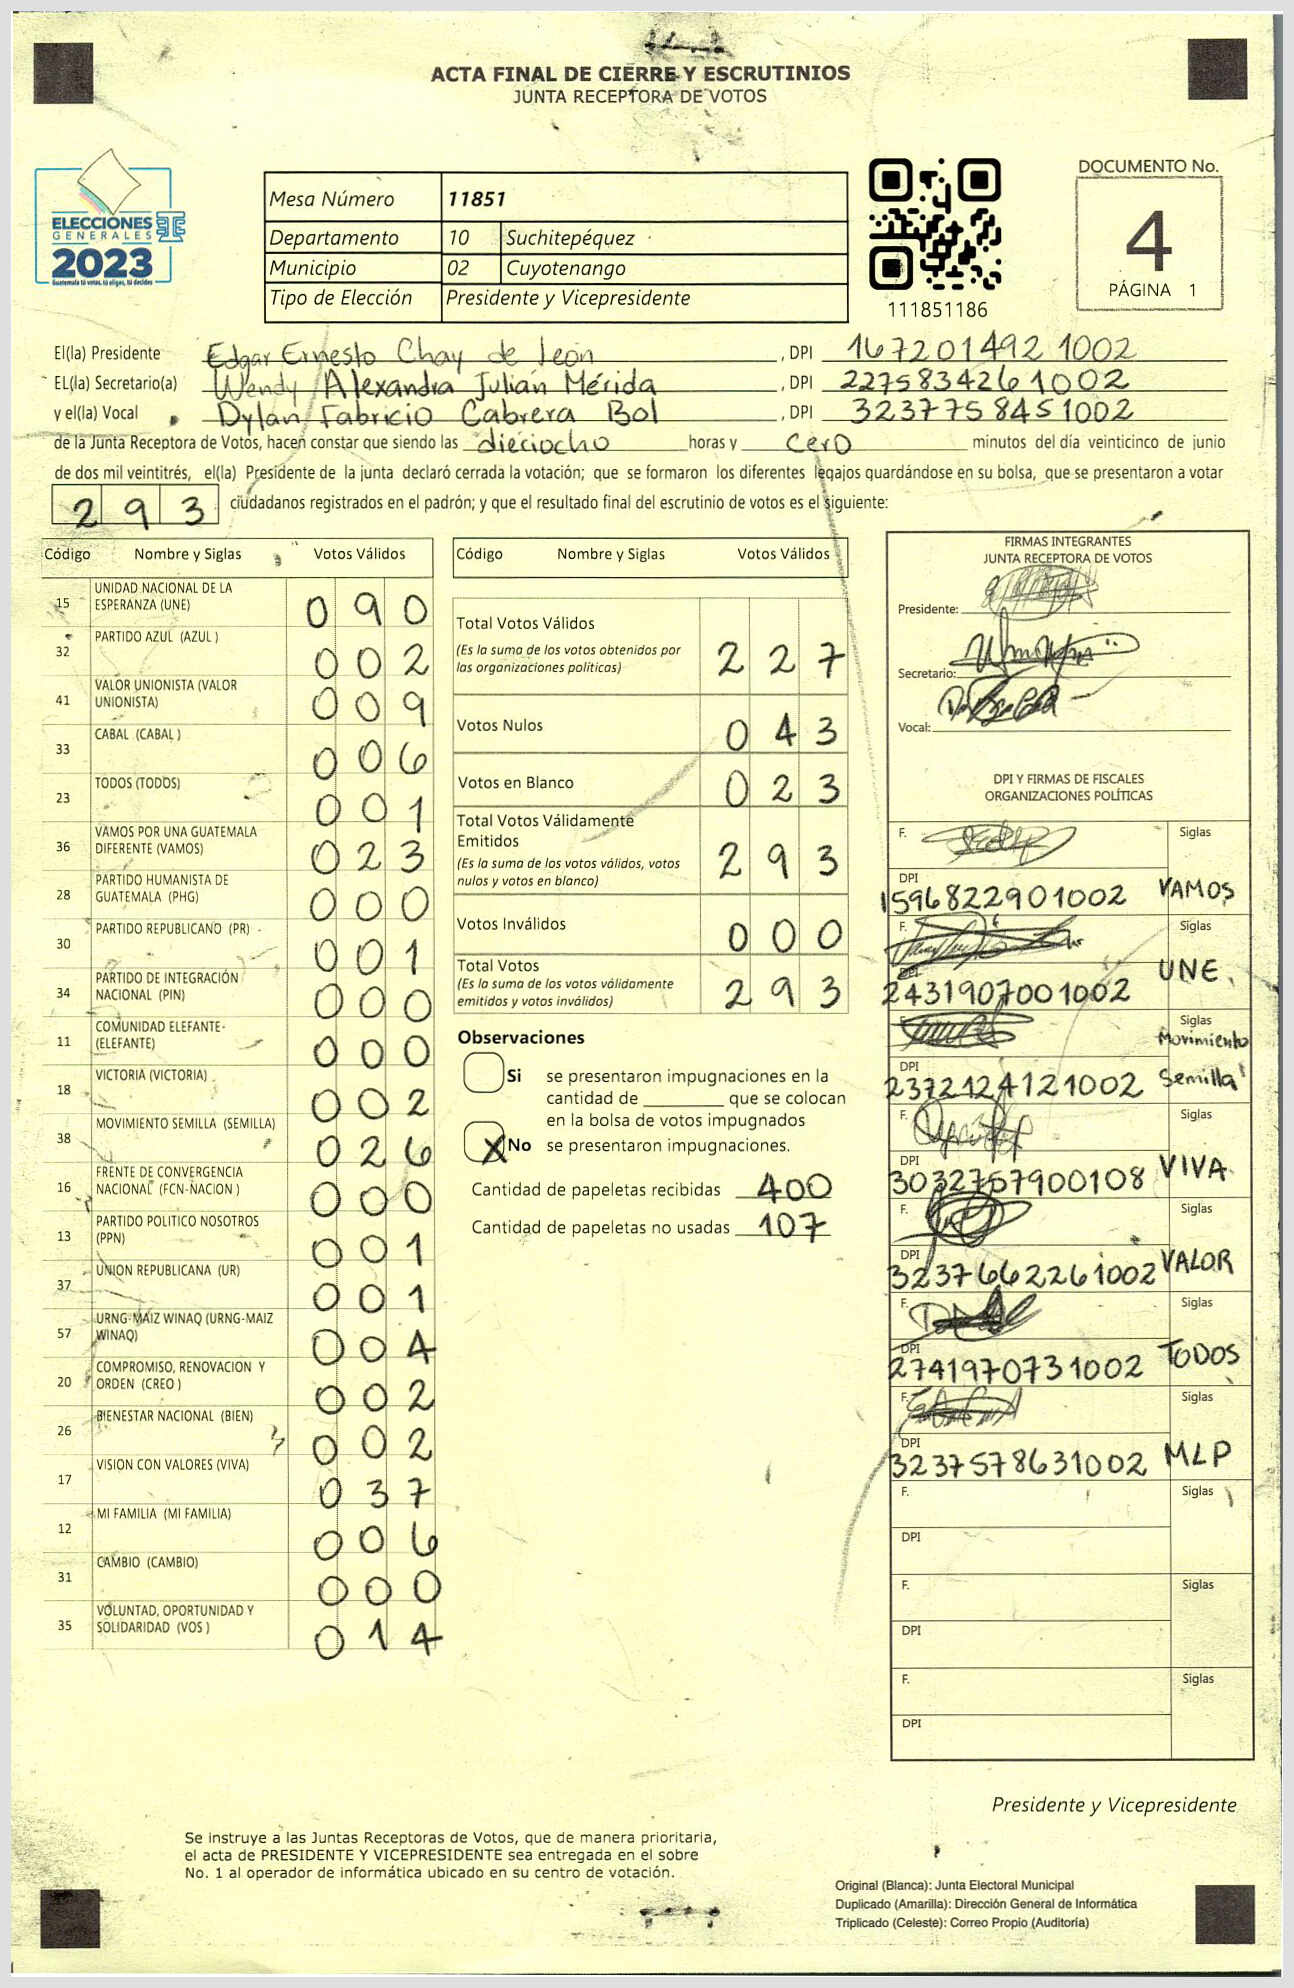 ACTA FINAL DE CIERRE Y ESCRUTINIOS
JUNTA RECEPTORA DE VOTOS
ELECCIONES
GENERALES
2023
Guatemala tú votas, tú eliges, tú decides
Mesa Número 11851
Departamento 10 Suchitepéquez
Municipio 02 Cuyotenango
Tipo de Elección Presidente y Vicepresidente
111851186
DOCUMENTO No.
4
PÁGINA 1
El(la) Presidente Edgar Ernesto Chay de León , DPI 167201492 1002
EL(la) Secretario(a) Wendy Alexandra Julián Mérida , DPI 2275834261002
y el(la) Vocal Dylan Fabricio Cabrera Bol , DPI 3237758451002
de la Junta Receptora de Votos, hacen constar que siendo las dieciocho horas y cero minutos del día veinticinco de junio
de dos mil veintitrés, el(la) Presidente de la junta declaró cerrada la votación; que se formaron los diferentes legajos guardándose en su bolsa, que se presentaron a votar
293 ciudadanos registrados en el padrón; y que el resultado final del escrutinio de votos es el siguiente:
Código Nombre y Siglas Votos Válidos
15 UNIDAD NACIONAL DE LA ESPERANZA (UNE) 090
32 PARTIDO AZUL (AZUL ) 002
41 VALOR UNIONISTA (VALOR UNIONISTA) 009
33 CABAL (CABAL ) 006
23 TODOS (TODOS) 001
36 VAMOS POR UNA GUATEMALA DIFERENTE (VAMOS) 023
28 PARTIDO HUMANISTA DE GUATEMALA (PHG) 000
30 PARTIDO REPUBLICANO (PR) 001
34 PARTIDO DE INTEGRACIÓN NACIONAL (PIN) 000
11 COMUNIDAD ELEFANTE (ELEFANTE) 000
18 VICTORIA (VICTORIA) 002
38 MOVIMIENTO SEMILLA (SEMILLA) 026
16 FRENTE DE CONVERGENCIA NACIONAL (FCN-NACION ) 000
13 PARTIDO POLITICO NOSOTROS (PPN) 001
37 UNION REPUBLICANA (UR) 001
57 URNG-MAIZ WINAQ (URNG-MAIZ WINAQ) 004
20 COMPROMISO, RENOVACION Y ORDEN (CREO ) 002
26 BIENESTAR NACIONAL (BIEN) 002
17 VISION CON VALORES (VIVA) 037
12 MI FAMILIA (MI FAMILIA) 006
31 CAMBIO (CAMBIO) 000
35 VOLUNTAD, OPORTUNIDAD Y SOLIDARIDAD (VOS ) 014
Código Nombre y Siglas Votos Válidos
Total Votos Válidos 227
(Es la suma de los votos obtenidos por
las organizaciones políticas)
Votos Nulos 043
Votos en Blanco 023
Total Votos Válidamente
Emitidos 293
(Es la suma de los votos válidos, votos
nulos y votos en blanco)
Votos Inválidos 000
Total Votos 293
(Es la suma de los votos válidamente
emitidos y votos inválidos)
Observaciones
Si se presentaron impugnaciones en la
cantidad de ________ que se colocan
en la bolsa de votos impugnados
X No se presentaron impugnaciones.
Cantidad de papeletas recibidas 400
Cantidad de papeletas no usadas 107
FIRMAS INTEGRANTES
JUNTA RECEPTORA DE VOTOS
Presidente:
Secretario:
Vocal:
DPI Y FIRMAS DE FISCALES
ORGANIZACIONES POLÍTICAS
F. Siglas
DPI 1596822901002 VAMOS
F. Siglas
DPI 2431907001002 UNE
F. Siglas
DPI 2372124121002 Movimiento Semilla
F. Siglas
DPI 3032757900108 VIVA
F. Siglas
DPI 3237662261002 VALOR
F. Siglas
DPI 2741970731002 TODOS
F. Siglas
DPI 3237578631002 MLP
F. Siglas
DPI
F. Siglas
DPI
F. Siglas
DPI
Presidente y Vicepresidente
Se instruye a las Juntas Receptoras de Votos, que de manera prioritaria,
el acta de PRESIDENTE Y VICEPRESIDENTE sea entregada en el sobre
No. 1 al operador de informática ubicado en su centro de votación.
Original (Blanca): Junta Electoral Municipal
Duplicado (Amarilla): Dirección General de Informática
Triplicado (Celeste): Correo Propio (Auditoría)